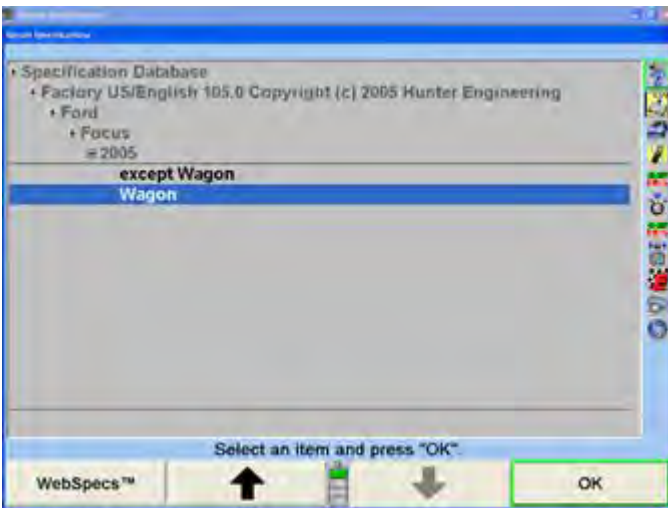 Specification Database
Factory US/English 105.0 Copyright (c) 2005 Hunter Engineering
Ford
Focus
2005
except Wagon
Wagon
Select an item and press "OK".
WebSpecs™
OK